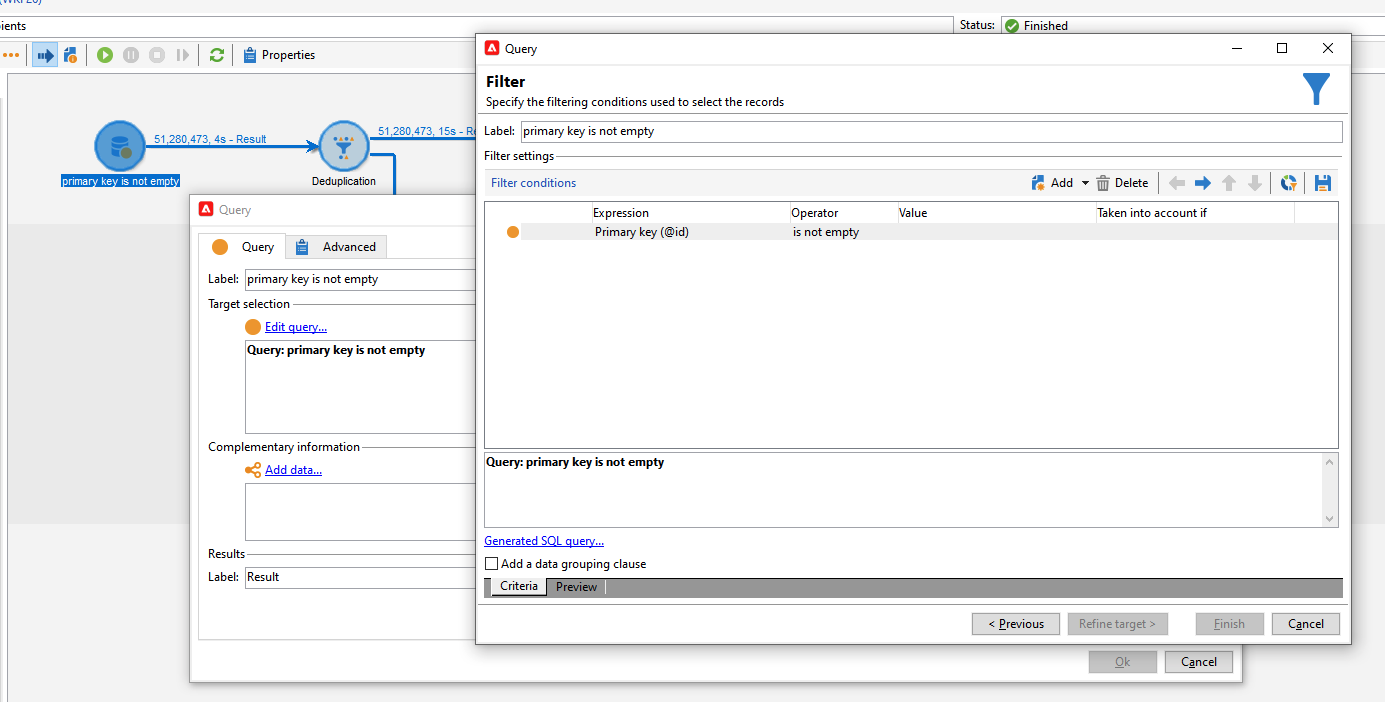 ients
Status: Finished
Properties
51,280,473, 4s - Result
51,280,473, 15s - Re
primary key is not empty
Deduplication
Query
Query Advanced
Label: primary key is not empty
Target selection
Edit query...
Query: primary key is not empty
Complementary information
Add data...
Results
Label: Result
Ok Cancel
Query
Filter
Specify the filtering conditions used to select the records
Label: primary key is not empty
Filter settings
Filter conditions Add Delete
Expression Operator Value Taken into account if
Primary key (@id) is not empty
Query: primary key is not empty
Generated SQL query...
Add a data grouping clause
Criteria Preview
< Previous Refine target > Finish Cancel